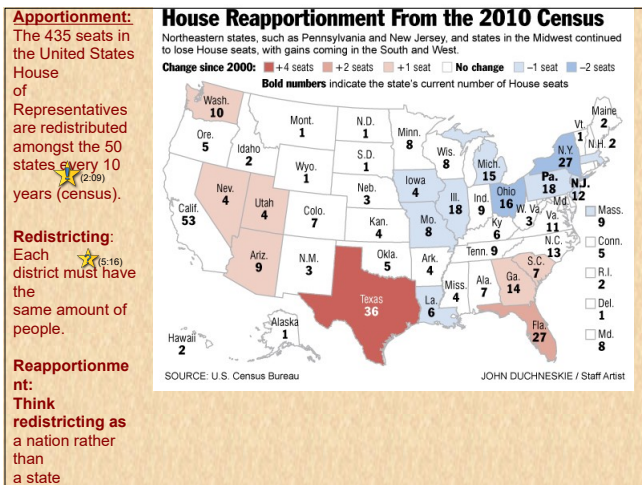 Apportionment:
The 435 seats in
the United States
House
of
Representatives
are redistributed
amongst the 50
states every 10
(2:09)
years (census).
Redistricting:
Each
(5:16)
district must have
the
same amount of
people.
Reapportionme
nt:
Think
redistricting as
a nation rather
than
a state
House Reapportionment From the 2010 Census
Northeastern states, such as Pennsylvania and New Jersey, and states in the Midwest continued
to lose House seats, with gains coming in the South and West.
Change since 2000: +4 seats +2 seats +1 seat No change –1 seat –2 seats
Bold numbers indicate the state's current number of House seats
Wash.
10
Ore.
5
Calif.
53
Nev.
4
Idaho
2
Mont.
1
Wyo.
1
Utah
4
Ariz.
9
Colo.
7
N.M.
3
N.D.
1
S.D.
1
Neb.
3
Kan.
4
Okla.
5
Texas
36
Minn.
8
Iowa
4
Mo.
8
Ark.
4
La.
6
Wis.
8
Ill.
18
Mich.
15
Ind.
9
Ohio
16
Ky
6
Tenn. 9
Miss.
4
Ala.
7
Ga.
14
Fla.
27
S.C.
7
N.C.
13
Va.
11
W. Va.
3
Md.
Pa.
18
N.J.
12
N.Y.
27
Vt.
1
N.H. 2
Maine
2
Mass.
9
Conn.
5
R.I.
2
Del.
1
Md.
8
Alaska
1
Hawaii
2
SOURCE: U.S. Census Bureau
JOHN DUCHNESKIE / Staff Artist